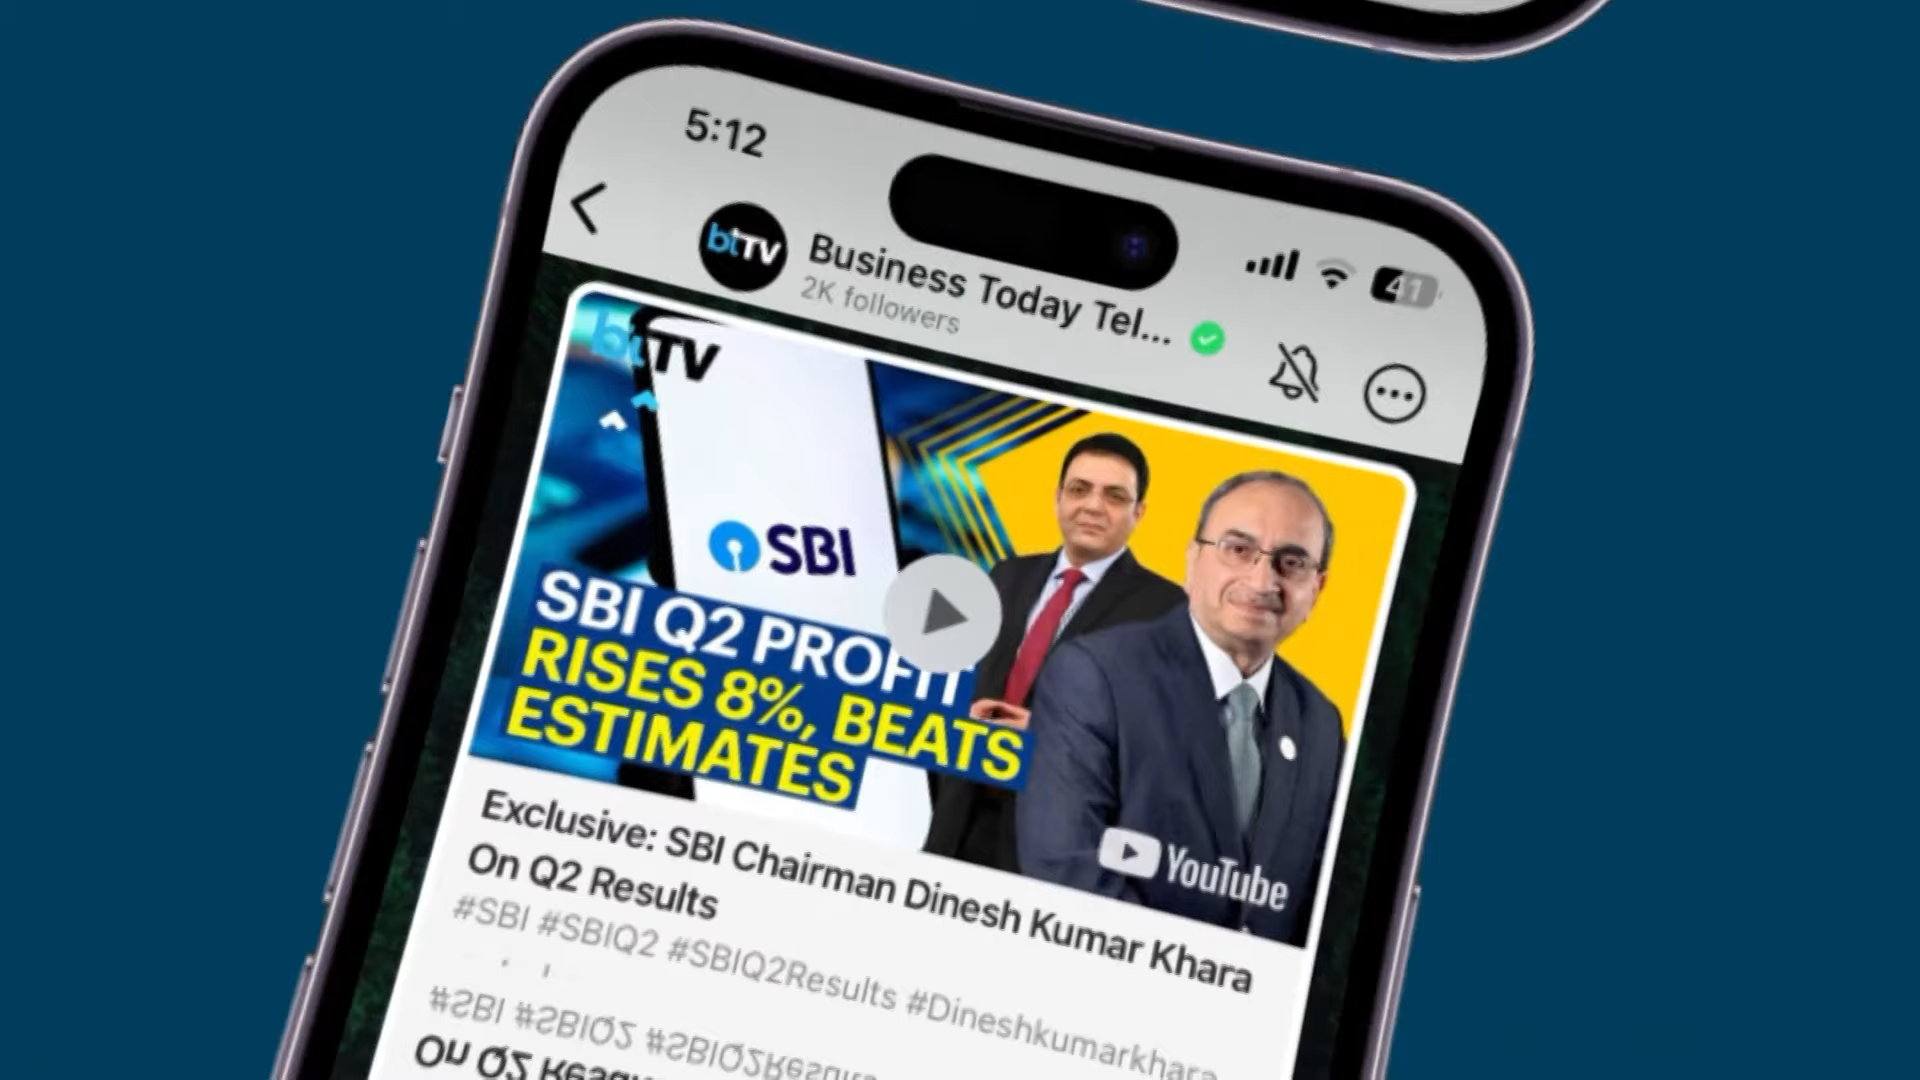 5:12
41
btTV
Business Today Tel...
2K followers
btTV
SBI
SBI Q2 PROFIT
RISES 8%, BEATS
ESTIMATES
YouTube
Exclusive: SBI Chairman Dinesh Kumar Khara
On Q2 Results
#SBI #SBIQ2 #SBIQ2Results #Dineshkumarkhara